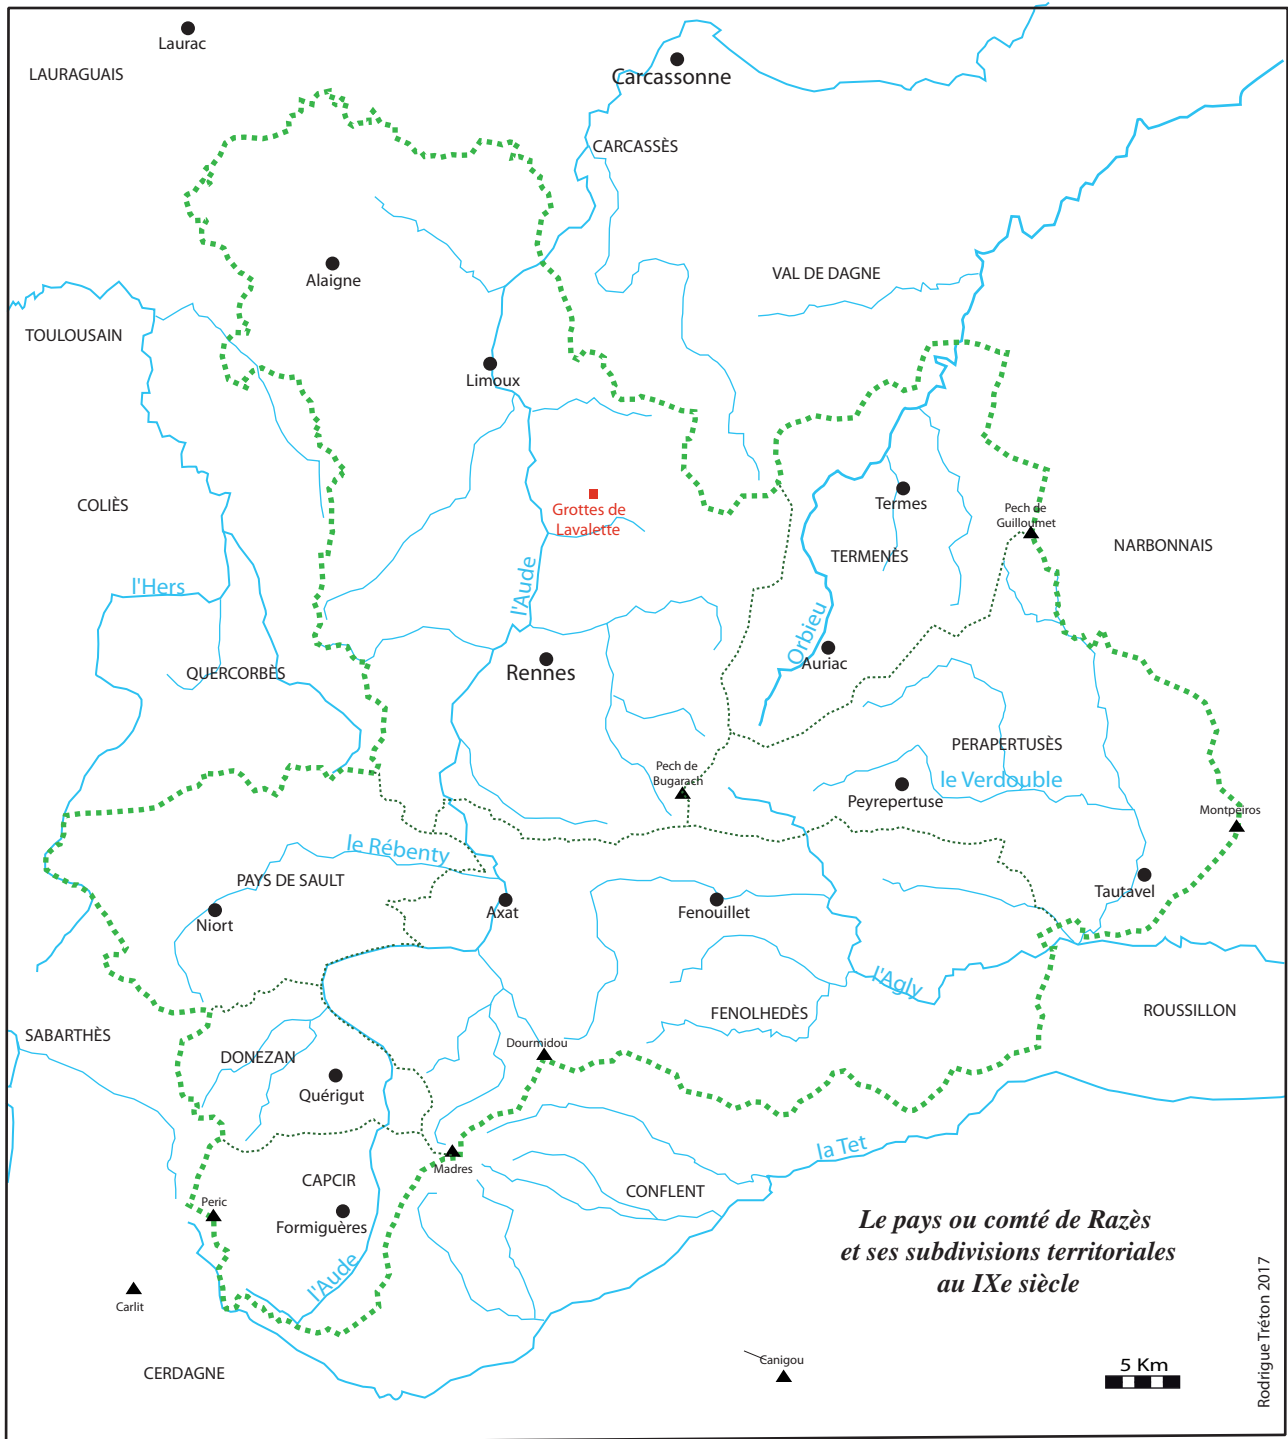 Laurac
LAURAGUAIS
Carcassonne
CARCASSÈS
Alaigne
VAL DE DAGNE
TOULOUSAIN
Limoux
COLIÈS
Grottes de
Lavalette
Termes
Pech de
Guilloumet
TERMENÈS
NARBONNAIS
l'Hers
l'Aude
Orbieu
QUERCORBÈS
Rennes
Auriac
PERAPERTUSÈS
Pech de
Bugarach
le Verdouble
Peyrepertuse
Montpeiros
le Rébenty
PAYS DE SAULT
Niort
Axat
Fenouillet
Tautavel
l'Agly
FENOLHEDÈS
ROUSSILLON
SABARTHÈS
DONEZAN
Dourmidou
Quérigut
la Tet
Madres
CAPCIR
CONFLENT
Peric
Formiguères
l'Aude
Carlit
CERDAGNE
Canigou
Le pays ou comté de Razès
et ses subdivisions territoriales
au IXe siècle
5 Km
Rodrigue Tréton 2017